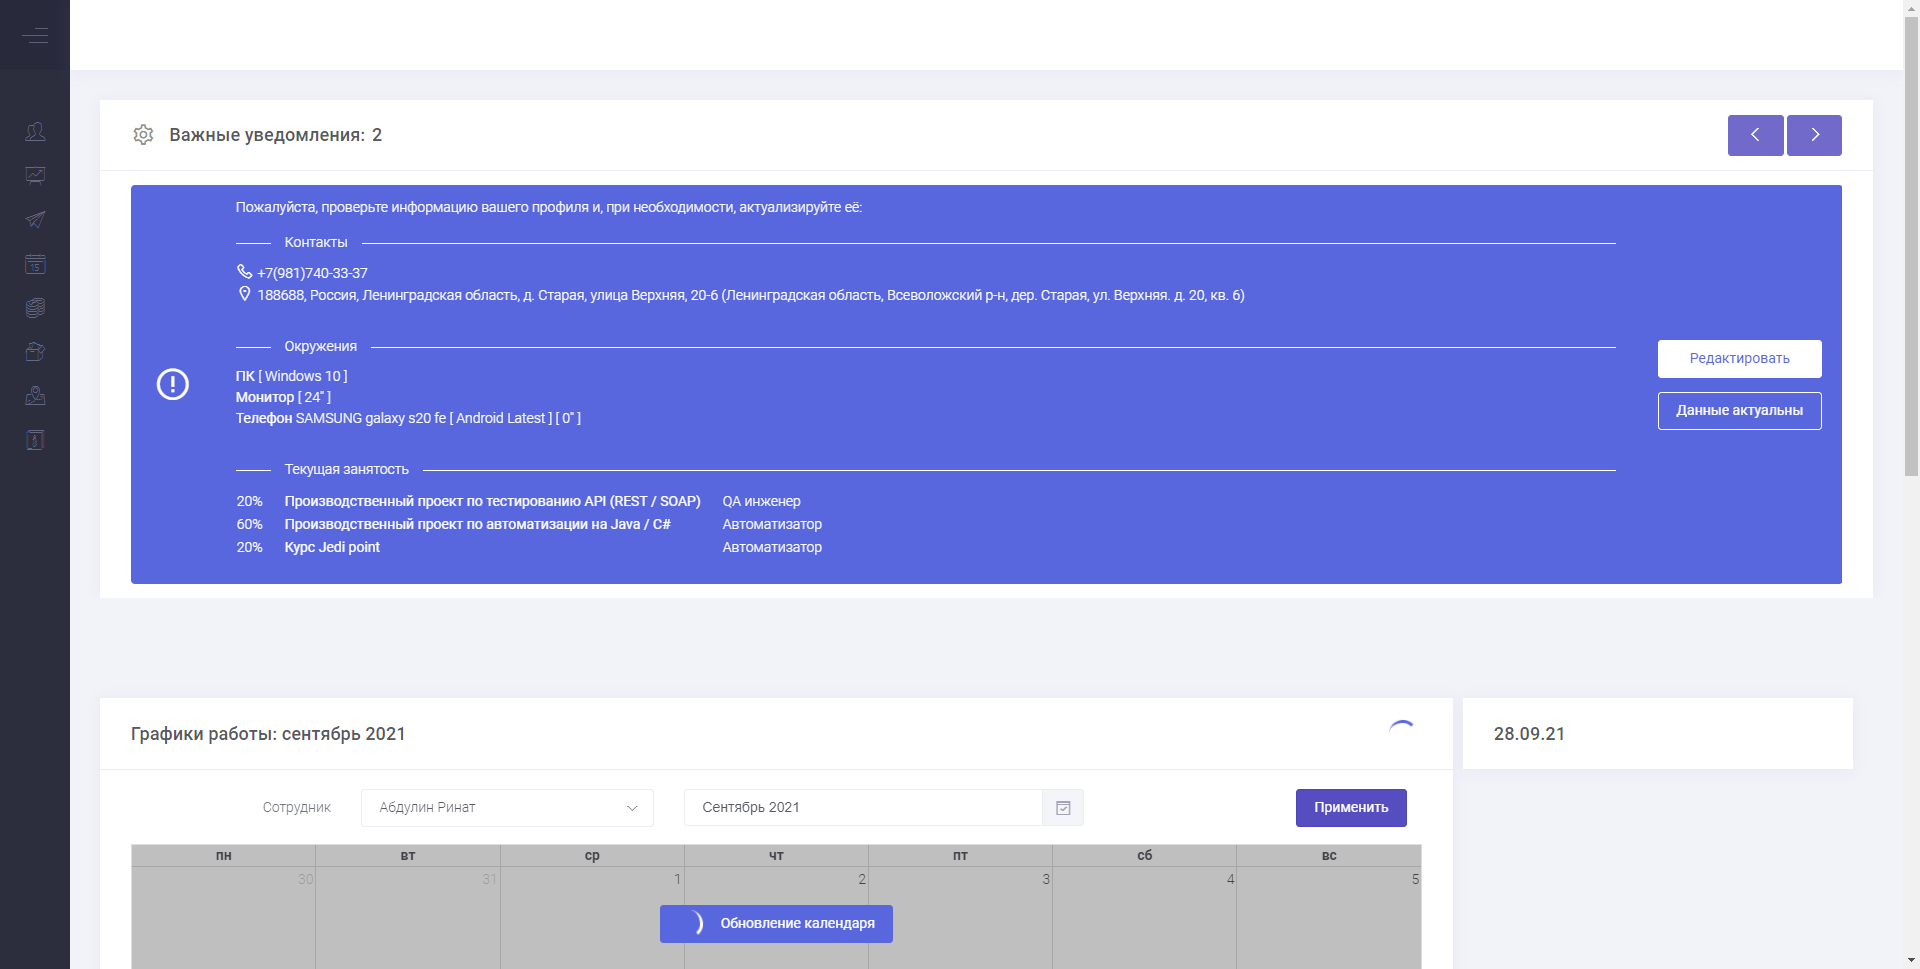 Важные уведомления: 2
Пожалуйста, проверьте информацию вашего профиля и, при необходимости, актуализируйте её:
Контакты
+7(981)740-33-37
188688, Россия, Ленинградская область, д. Старая, улица Верхняя, 20-6 (Ленинградская область, Всеволожский р-н, дер. Старая, ул. Верхняя. д. 20, кв. 6)
Окружения
ПК [ Windows 10 ]
Монитор [ 24" ]
Телефон SAMSUNG galaxy s20 fe [ Android Latest ] [ 0" ]
Редактировать
Данные актуальны
Текущая занятость
20% Производственный проект по тестированию API (REST / SOAP) QA инженер
60% Производственный проект по автоматизации на Java / C# Автоматизатор
20% Курс Jedi point Автоматизатор
Графики работы: сентябрь 2021
28.09.21
Сотрудник Абдулин Ринат Сентябрь 2021 Применить
пн вт ср чт пт сб вс
30 31 1 2 3 4 5
Обновление календаря
15